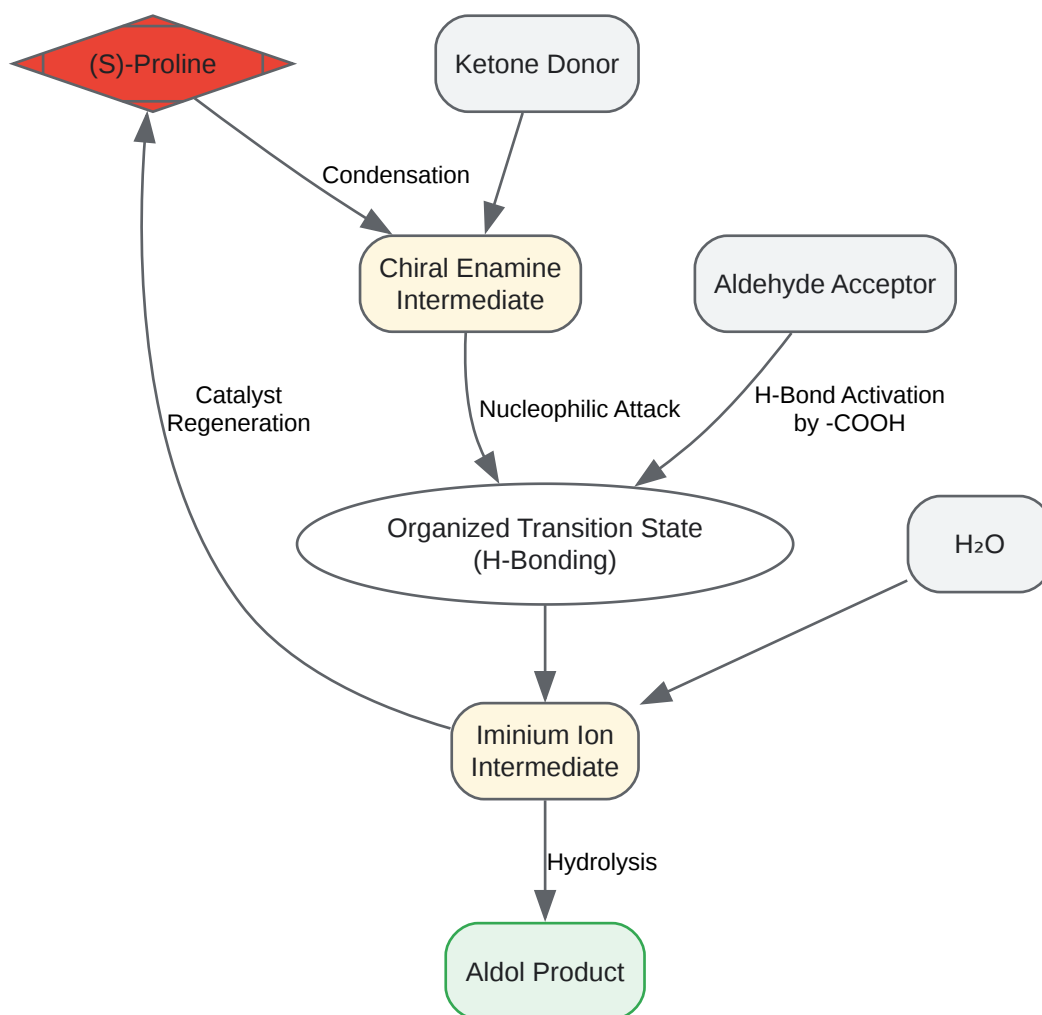 (S)-Proline
Ketone Donor
Condensation
Chiral Enamine
Intermediate
Aldehyde Acceptor
Catalyst
Regeneration
Nucleophilic Attack
H-Bond Activation
by -COOH
Organized Transition State
(H-Bonding)
H₂O
Iminium Ion
Intermediate
Hydrolysis
Aldol Product